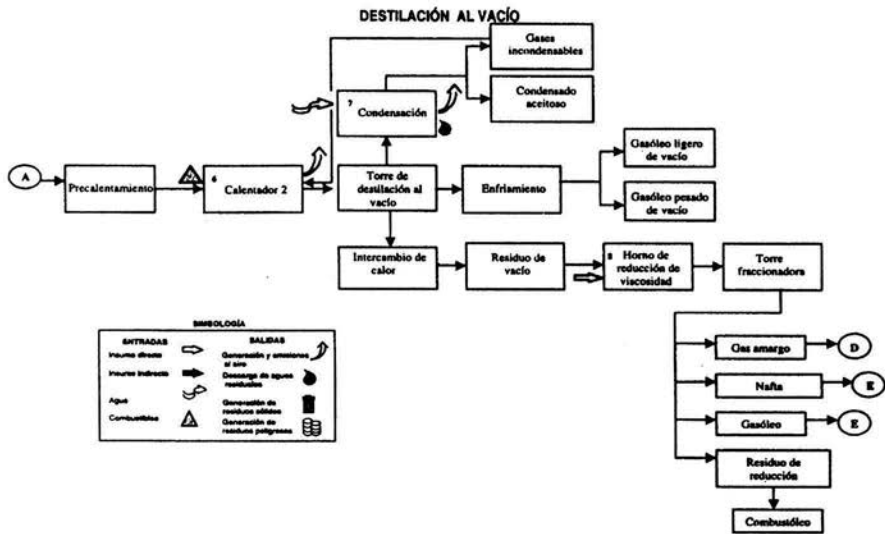 DESTILACIÓN AL VACÍO
Gases
incondensables
7
Condensación
Condensado
aceitoso
A
Precalentamiento
6
Calentador 2
Torre de
destilación al
vacío
Enfriamiento
Gasóleo ligero
de vacío
Gasóleo pesado
de vacío
Intercambio de
calor
Residuo de
vacío
8
Horno de
reducción de
viscosidad
Torre
fraccionadora
SIMBOLOGÍA
ENTRADAS
Insumo directo
Insumo indirecto
Agua
Combustibles
SALIDAS
Generación y emisiones
al aire
Descarga de aguas
residuales
Generación de
residuos sólidos
Generación de
residuos peligrosos
Gas amargo
D
Nafta
E
Gasóleo
E
Residuo de
reducción
Combustóleo